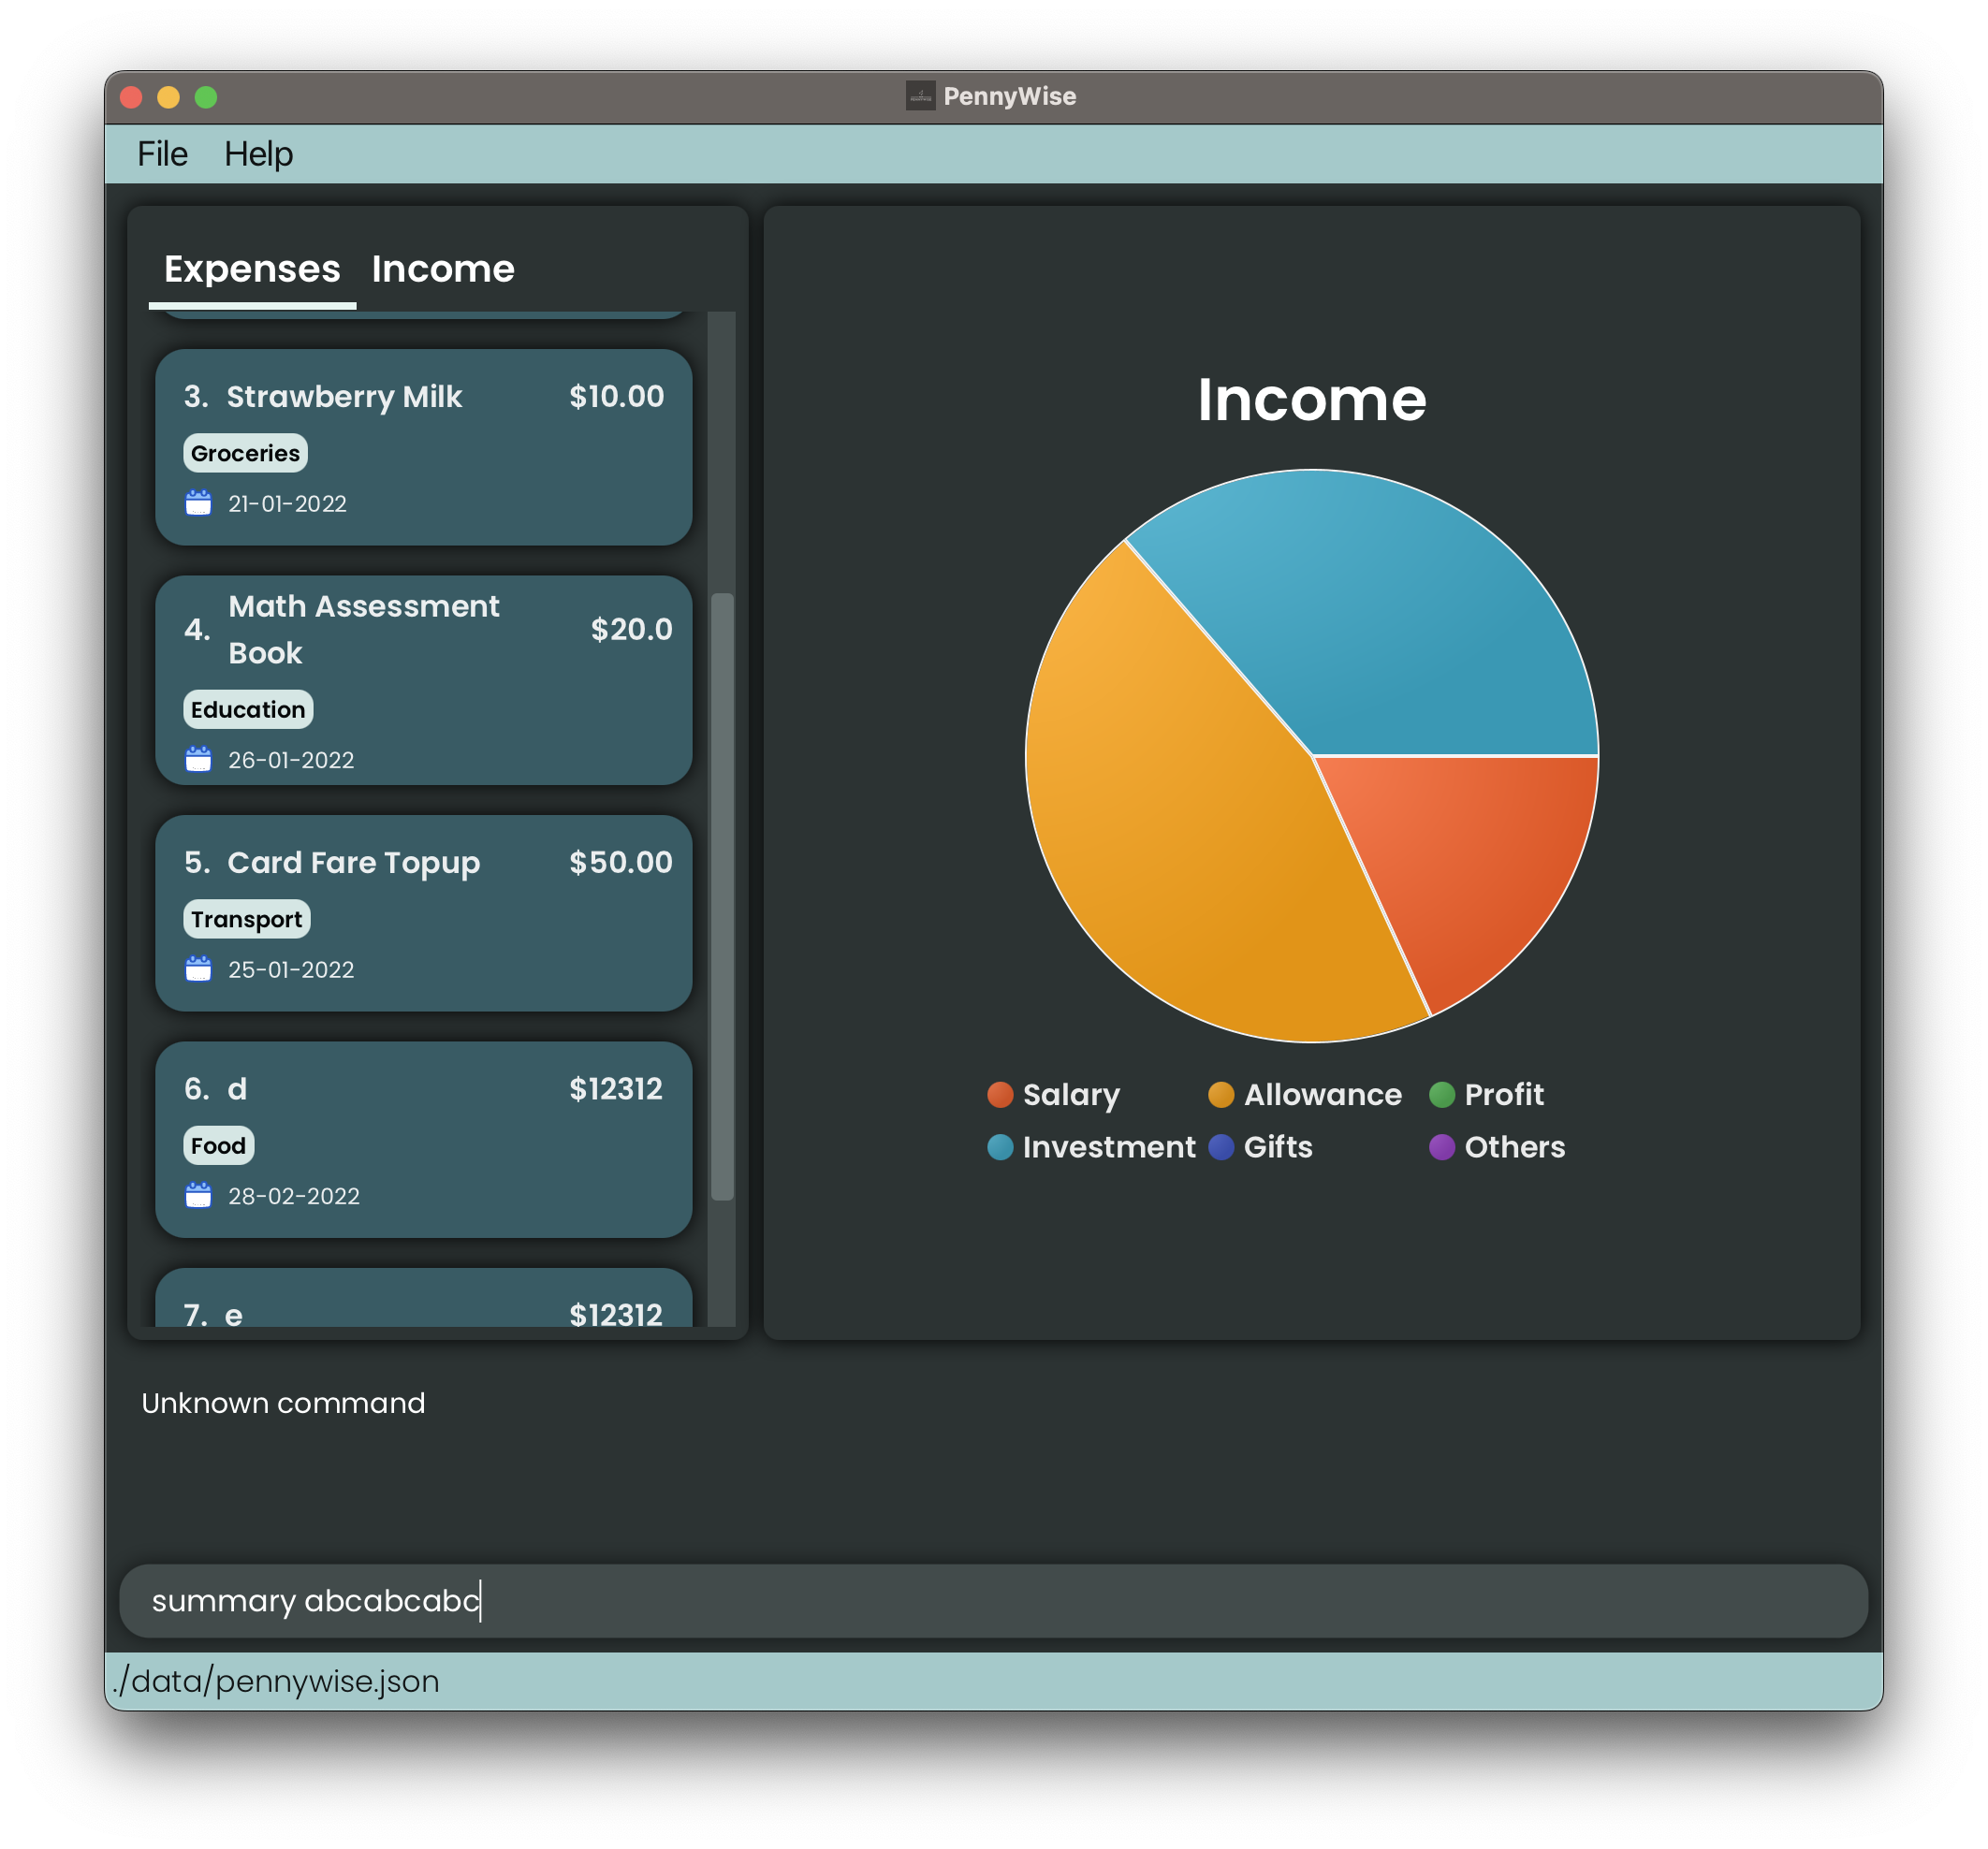 PennyWise
File Help
Expenses Income
3. Strawberry Milk $10.00
Groceries
21-01-2022
4. Math Assessment Book $20.0
Education
26-01-2022
5. Card Fare Topup $50.00
Transport
25-01-2022
6. d $12312
Food
28-02-2022
7. e $12312
Income
Salary Allowance Profit
Investment Gifts Others
Unknown command
summary abcabcabc
./data/pennywise.json